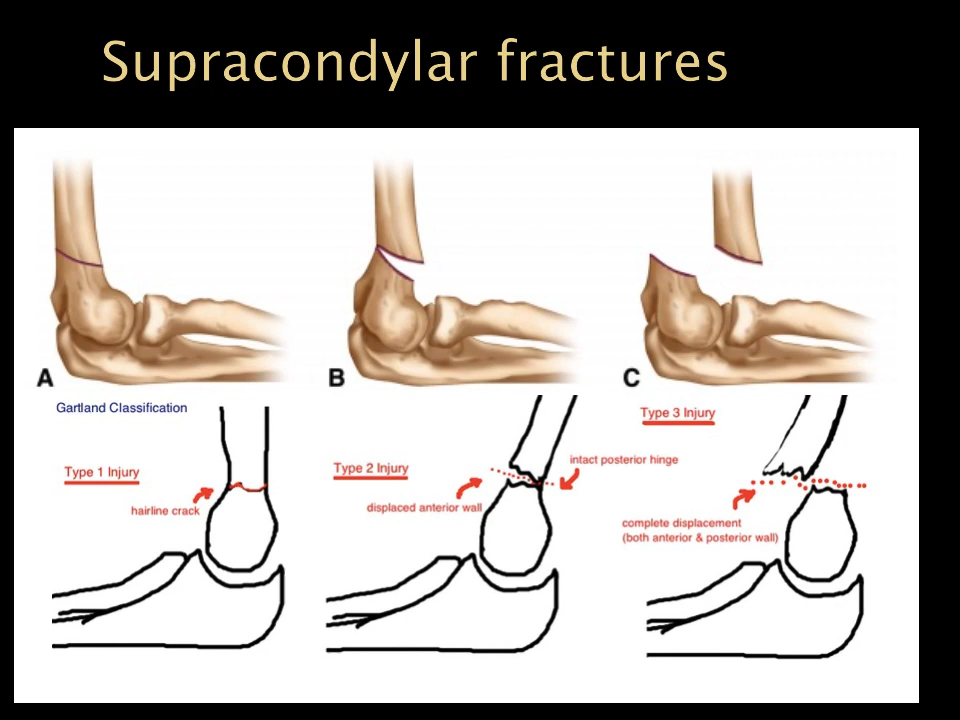 Supracondylar fractures
A
B
C
Gartland Classification
Type 1 Injury
hairline crack
Type 2 Injury
intact posterior hinge
displaced anterior wall
Type 3 Injury
complete displacement
(both anterior & posterior wall)